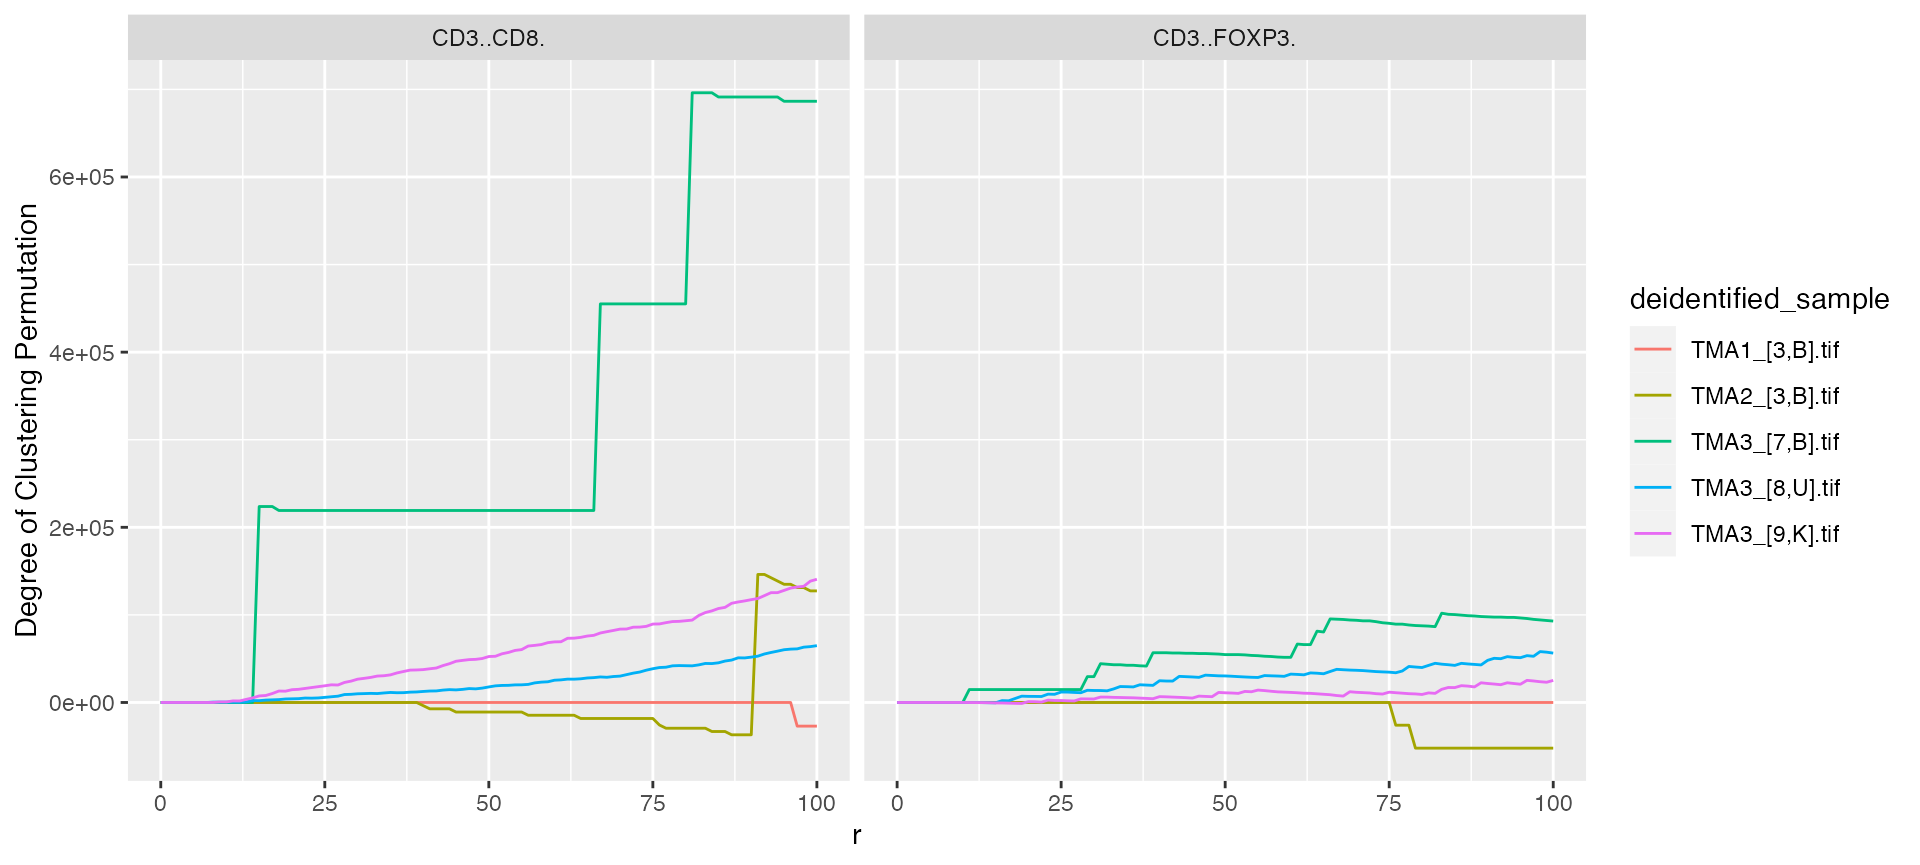 CD3..CD8.
CD3..FOXP3.
Degree of Clustering Permutation
6e+05
4e+05
2e+05
0e+00
0 25 50 75 100
0 25 50 75 100
r
deidentified_sample
TMA1_[3,B].tif
TMA2_[3,B].tif
TMA3_[7,B].tif
TMA3_[8,U].tif
TMA3_[9,K].tif